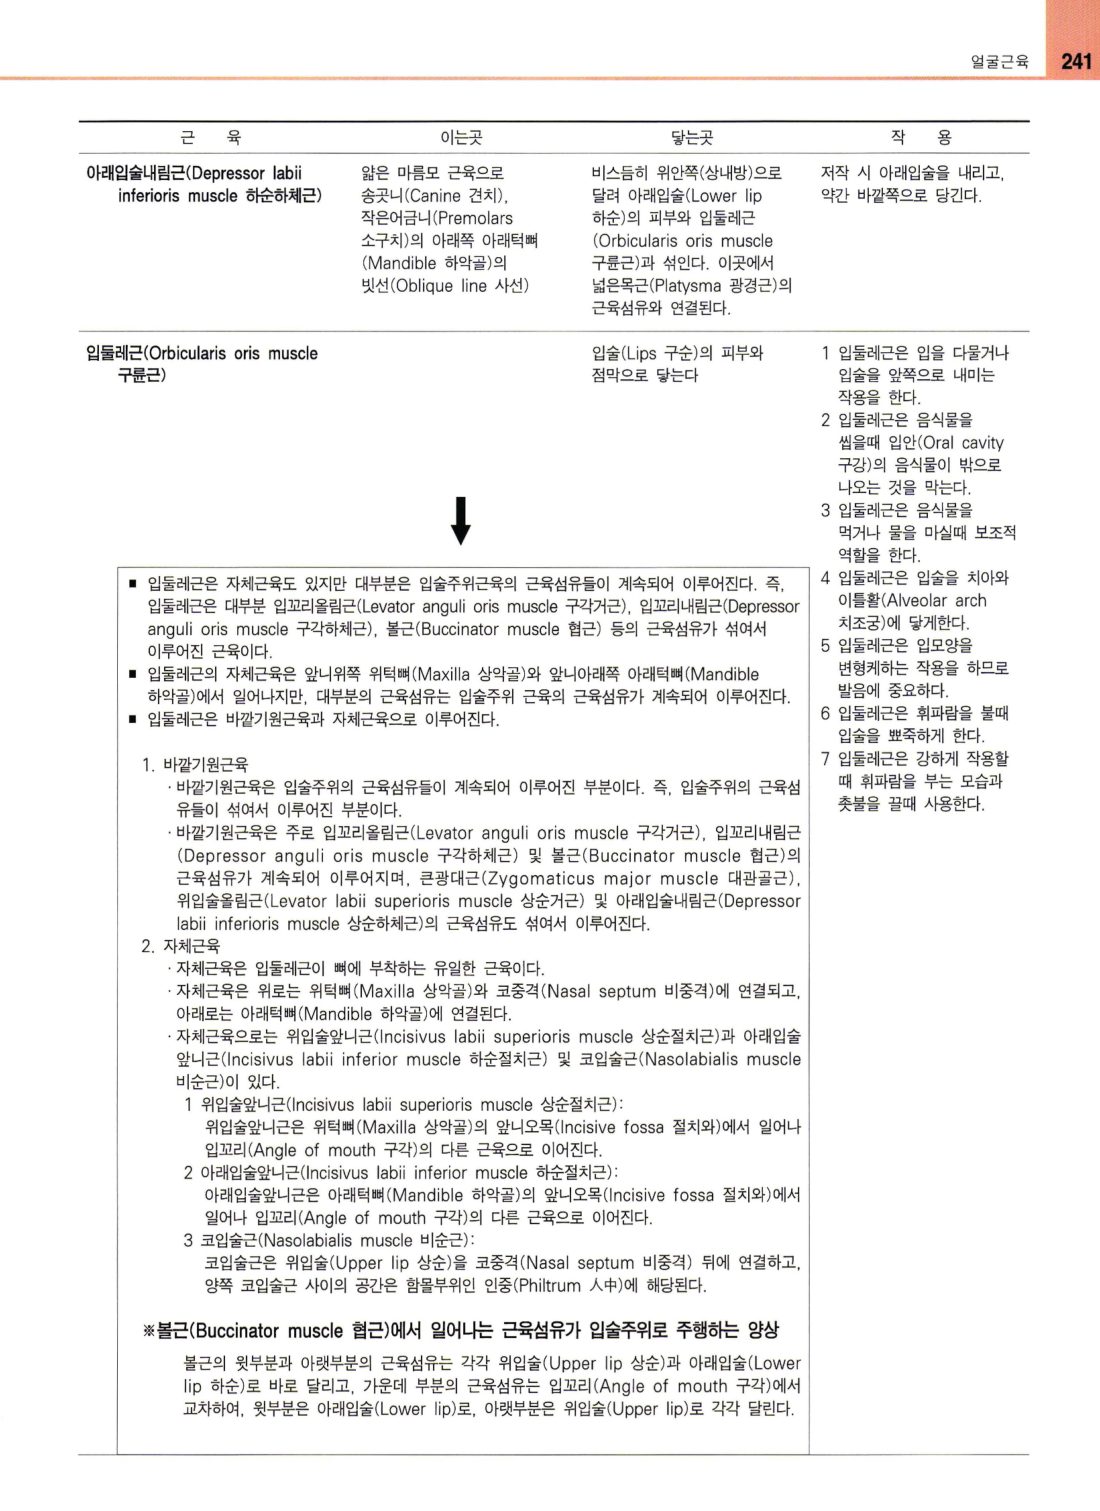 얼굴근육 241
근 육 이는곳 닿는곳 작 용
아래입술내림근(Depressor labii
inferioris muscle 하순하체근)
얇은 마름모 근육으로
송곳니(Canine 견치),
작은어금니(Premolars
소구치)의 아래쪽 아래턱뼈
(Mandible 하악골)의
빗선(Oblique line 사선)
비스듬히 위안쪽(상내방)으로
달려 아래입술(Lower lip
하순)의 피부와 입둘레근
(Orbicularis oris muscle
구륜근)과 섞인다. 이곳에서
넓은목근(Platysma 광경근)의
근육섬유와 연결된다.
저작 시 아래입술을 내리고,
약간 바깥쪽으로 당긴다.
입둘레근(Orbicularis oris muscle
구륜근)
입술(Lips 구순)의 피부와
점막으로 닿는다
1 입둘레근은 입을 다물거나
입술을 앞쪽으로 내미는
작용을 한다.
2 입둘레근은 음식물을
씹을때 입안(Oral cavity
구강)의 음식물이 밖으로
나오는 것을 막는다.
3 입둘레근은 음식물을
먹거나 물을 마실때 보조적
역할을 한다.
4 입둘레근은 입술을 치아와
이틀활(Alveolar arch
치조궁)에 닿게한다.
5 입둘레근은 입모양을
변형케하는 작용을 하므로
발음에 중요하다.
6 입둘레근은 휘파람을 불때
입술을 뾰죽하게 한다.
7 입둘레근은 강하게 작용할
때 휘파람을 부는 모습과
촛불을 끌때 사용한다.
■ 입둘레근은 자체근육도 있지만 대부분은 입술주위근육의 근육섬유들이 계속되어 이루어진다. 즉,
입둘레근은 대부분 입꼬리올림근(Levator anguli oris muscle 구각거근), 입꼬리내림근(Depressor
anguli oris muscle 구각하체근), 볼근(Buccinator muscle 협근) 등의 근육섬유가 섞여서
이루어진 근육이다.
■ 입둘레근의 자체근육은 앞니위쪽 위턱뼈(Maxilla 상악골)와 앞니아래쪽 아래턱뼈(Mandible
하악골)에서 일어나지만, 대부분의 근육섬유는 입술주위 근육의 근육섬유가 계속되어 이루어진다.
■ 입둘레근은 바깥기원근육과 자체근육으로 이루어진다.
1. 바깥기원근육
· 바깥기원근육은 입술주위의 근육섬유들이 계속되어 이루어진 부분이다. 즉, 입술주위의 근육섬
유들이 섞여서 이루어진 부분이다.
· 바깥기원근육은 주로 입꼬리올림근(Levator anguli oris muscle 구각거근), 입꼬리내림근
(Depressor anguli oris muscle 구각하체근) 및 볼근(Buccinator muscle 협근)의
근육섬유가 계속되어 이루어지며, 큰광대근(Zygomaticus major muscle 대관골근),
위입술올림근(Levator labii superioris muscle 상순거근) 및 아래입술내림근(Depressor
labii inferioris muscle 상순하체근)의 근육섬유도 섞여서 이루어진다.
2. 자체근육
· 자체근육은 입둘레근이 뼈에 부착하는 유일한 근육이다.
· 자체근육은 위로는 위턱뼈(Maxilla 상악골)와 코중격(Nasal septum 비중격)에 연결되고,
아래로는 아래턱뼈(Mandible 하악골)에 연결된다.
· 자체근육으로는 위입술앞니근(Incisivus labii superioris muscle 상순절치근)과 아래입술
앞니근(Incisivus labii inferior muscle 하순절치근) 및 코입술근(Nasolabialis muscle
비순근)이 있다.
1 위입술앞니근(Incisivus labii superioris muscle 상순절치근):
위입술앞니근은 위턱뼈(Maxilla 상악골)의 앞니오목(Incisive fossa 절치와)에서 일어나
입꼬리(Angle of mouth 구각)의 다른 근육으로 이어진다.
2 아래입술앞니근(Incisivus labii inferior muscle 하순절치근):
아래입술앞니근은 아래턱뼈(Mandible 하악골)의 앞니오목(Incisive fossa 절치와)에서
일어나 입꼬리(Angle of mouth 구각)의 다른 근육으로 이어진다.
3 코입술근(Nasolabialis muscle 비순근):
코입술근은 위입술(Upper lip 상순)을 코중격(Nasal septum 비중격) 뒤에 연결하고,
양쪽 코입술근 사이의 공간은 함몰부위인 인중(Philtrum 人中)에 해당된다.
※볼근(Buccinator muscle 협근)에서 일어나는 근육섬유가 입술주위로 주행하는 양상
볼근의 윗부분과 아랫부분의 근육섬유는 각각 위입술(Upper lip 상순)과 아래입술(Lower
lip 하순)로 바로 달리고, 가운데 부분의 근육섬유는 입꼬리(Angle of mouth 구각)에서
교차하여, 윗부분은 아래입술(Lower lip)로, 아랫부분은 위입술(Upper lip)로 각각 달린다.